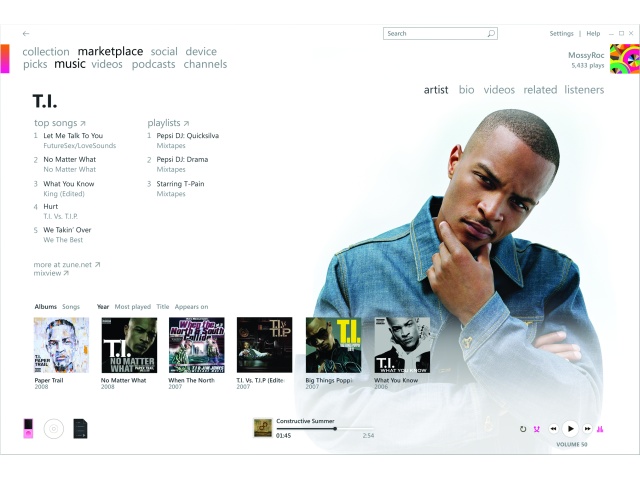 Search
Settings | Help
collection marketplace social device
picks music videos podcasts channels
MossyRoc
5,433 plays
artist bio videos related listeners
T.I.
top songs
playlists
1 Let Me Talk To You
FutureSex/LoveSounds
2 No Matter What
No Matter What
3 What You Know
King (Edited)
4 Hurt
T.I. Vs. T.I.P.
5 We Takin' Over
We The Best
1 Pepsi DJ: Quicksilva
Mixtapes
2 Pepsi DJ: Drama
Mixtapes
3 Starring T-Pain
Mixtapes
more at zune.net
mixview
Albums Songs Year Most played Title Appears on
T.I.
PAPER
TRAIL
T.I.
NO MATTER
WHAT
When The
North & South
Collide
T.I.
WHAT YOU KNOW
Paper Trail
2008
No Matter What
2008
When The North
2007
T.I. Vs. T.I.P (Edite
2007
Big Things Poppi
2007
What You Know
2006
Constructive Summer
01:45
2:54
VOLUME 50